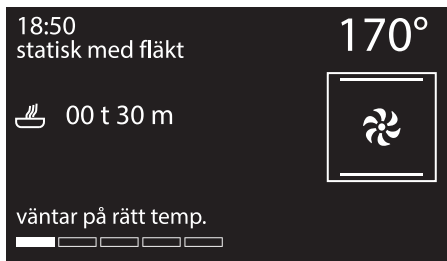 18:50
170°
statisk med fläkt
00 t 30 m
väntar på rätt temp.